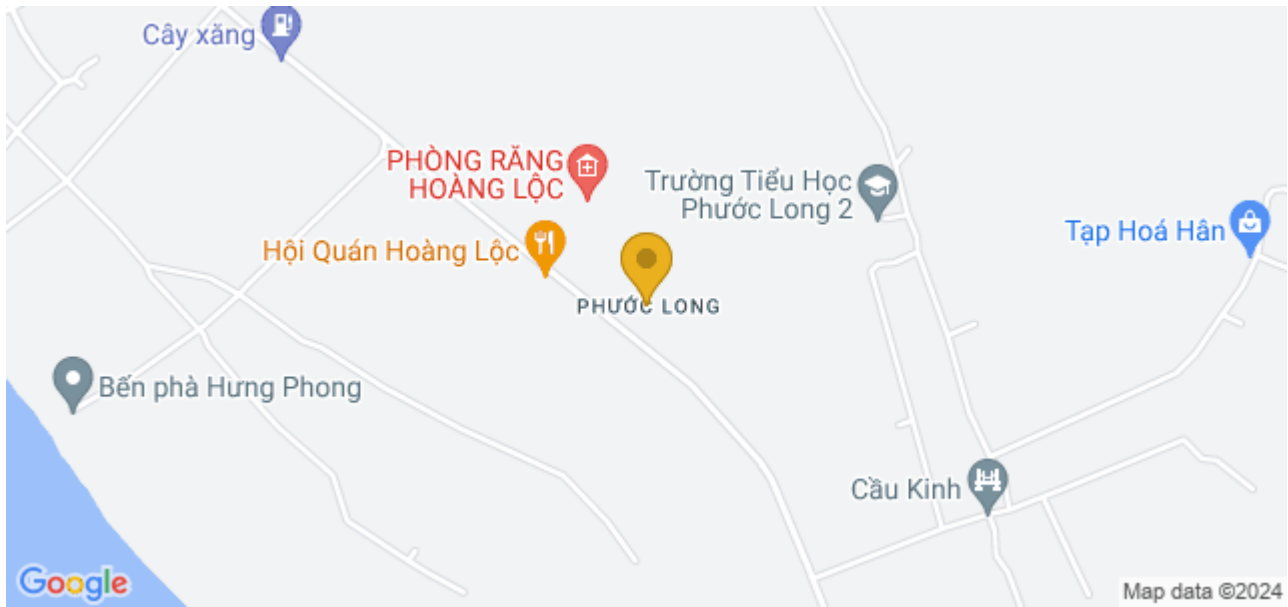 Cây xăng
PHÒNG RĂNG
HOÀNG LỘC
Trường Tiểu Học
Phước Long 2
Tạp Hoá Hân
Hội Quán Hoàng Lộc
PHƯỚC LONG
Bến phà Hưng Phong
Cầu Kinh
Google
Map data ©2024